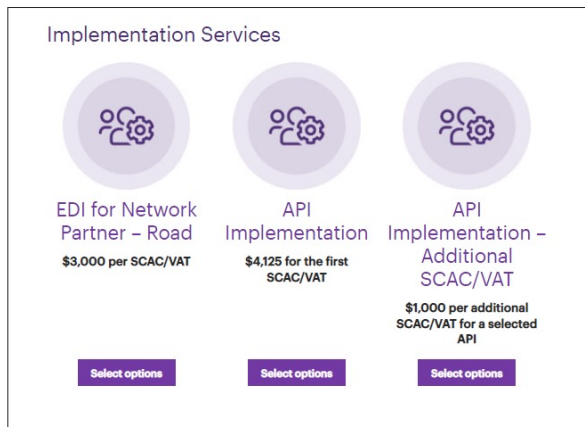 Implementation Services
EDI for Network
Partner – Road
$3,000 per SCAC/VAT
Select options
API
Implementation
$4,125 for the first
SCAC/VAT
Select options
API
Implementation –
Additional
SCAC/VAT
$1,000 per additional
SCAC/VAT for a selected
API
Select options